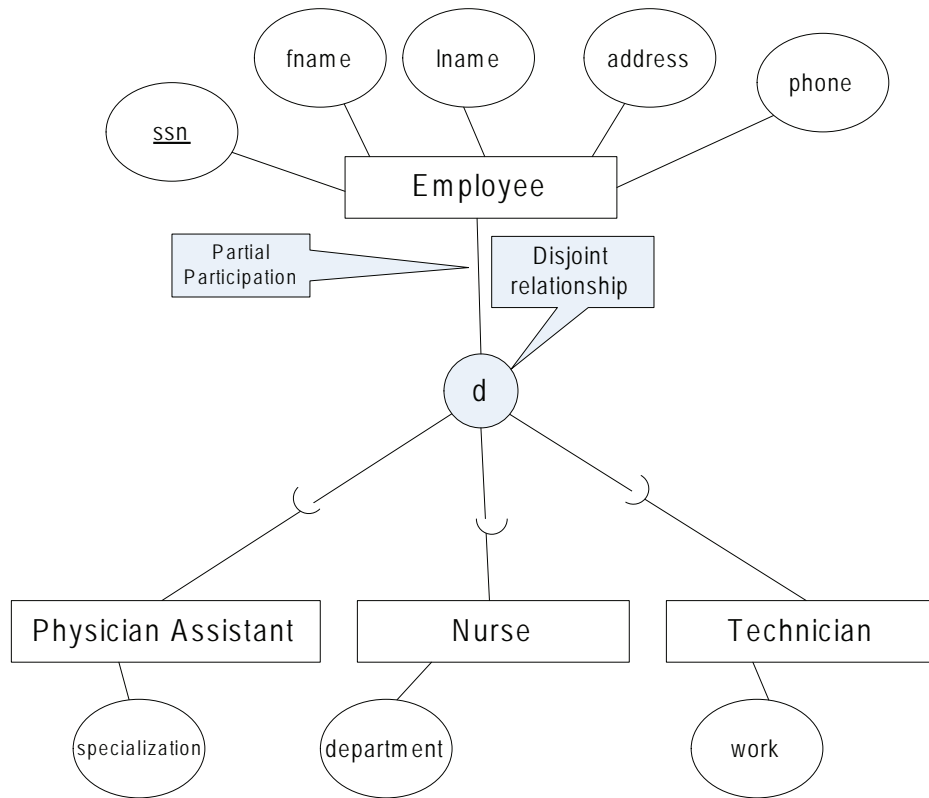 fname
lname
address
phone
ssn
Employee
Partial
Participation
Disjoint
relationship
d
Physician Assistant
Nurse
Technician
specialization
department
work